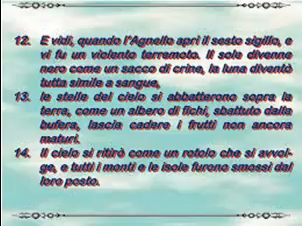 12. E vidi, quando l'Agnello aprì il sesto sigillo, e
vi fu un violento terremoto. Il sole divenne
nero come un sacco di crine, la luna diventò
tutta simile a sangue,
13. le stelle del cielo si abbatterono sopra la
terra, come un albero di fichi, sbattuto dalla
bufera, lascia cadere i frutti non ancora
maturi.
14. Il cielo si ritirò come un rotolo che si avvol-
ge, e tutti i monti e le isole furono smossi dal
loro posto.